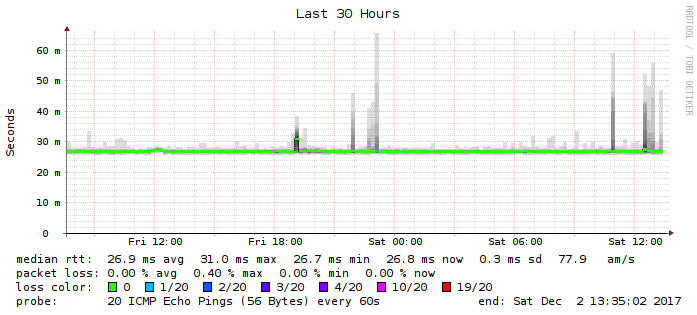 Last 30 Hours
RRDTOOL / TOBI OETIKER
Seconds
60 m
50 m
40 m
30 m
20 m
10 m
0
Fri 12:00 Fri 18:00 Sat 00:00 Sat 06:00 Sat 12:00
median rtt: 26.9 ms avg 31.0 ms max 26.7 ms min 26.8 ms now 0.3 ms sd 77.9 am/s
packet loss: 0.00 % avg 0.40 % max 0.00 % min 0.00 % now
loss color: 0 1/20 2/20 3/20 4/20 10/20 19/20
probe: 20 ICMP Echo Pings (56 Bytes) every 60s end: Sat Dec 2 13:35:02 2017